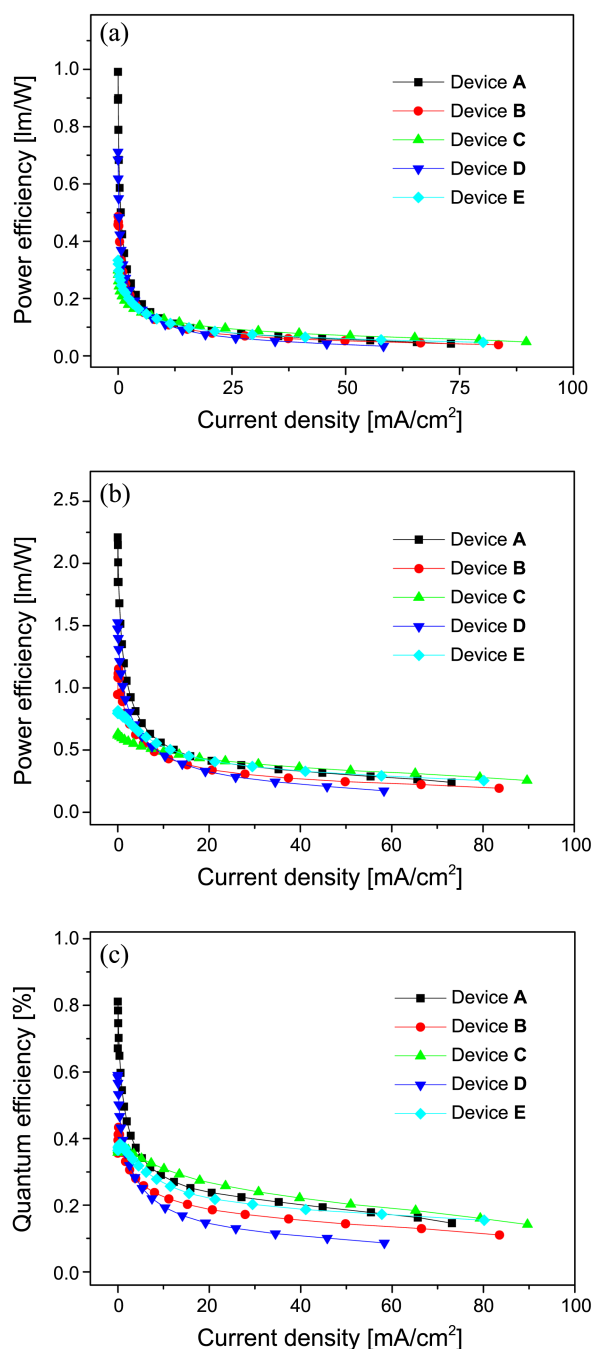 (a)
Power efficiency [lm/W]
1.0
0.8
0.6
0.4
0.2
0.0
Device A
Device B
Device C
Device D
Device E
0 25 50 75 100
Current density [mA/cm²]
(b)
Power efficiency [lm/W]
2.5
2.0
1.5
1.0
0.5
0.0
Device A
Device B
Device C
Device D
Device E
0 20 40 60 80 100
Current density [mA/cm²]
(c)
Quantum efficiency [%]
1.0
0.8
0.6
0.4
0.2
0.0
Device A
Device B
Device C
Device D
Device E
0 20 40 60 80 100
Current density [mA/cm²]